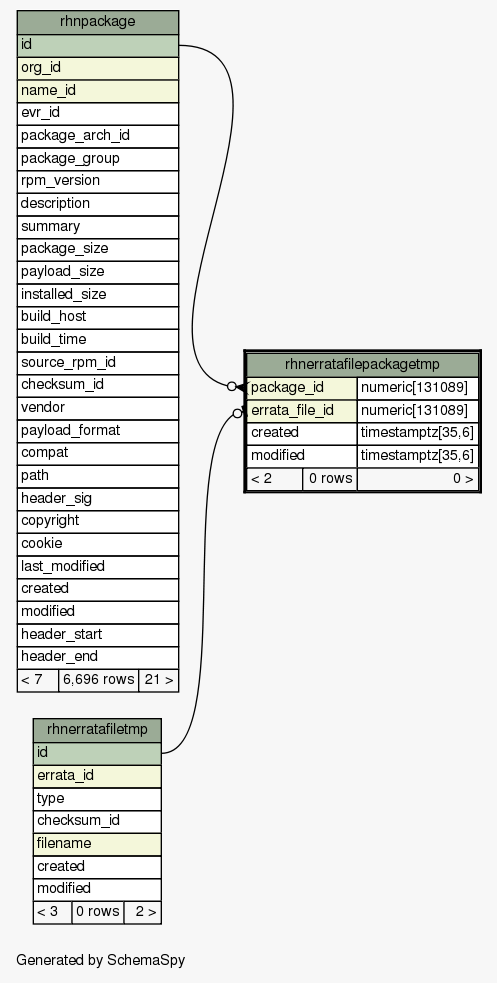 rhnpackage
id
org_id
name_id
evr_id
package_arch_id
package_group
rpm_version
description
summary
package_size
payload_size
installed_size
build_host
build_time
source_rpm_id
checksum_id
vendor
payload_format
compat
path
header_sig
copyright
cookie
last_modified
created
modified
header_start
header_end
< 7 6,696 rows 21 >
rhnerratafilepackagetmp
package_id numeric[131089]
errata_file_id numeric[131089]
created timestamptz[35,6]
modified timestamptz[35,6]
< 2 0 rows 0 >
rhnerratafiletmp
id
errata_id
type
checksum_id
filename
created
modified
< 3 0 rows 2 >
Generated by SchemaSpy